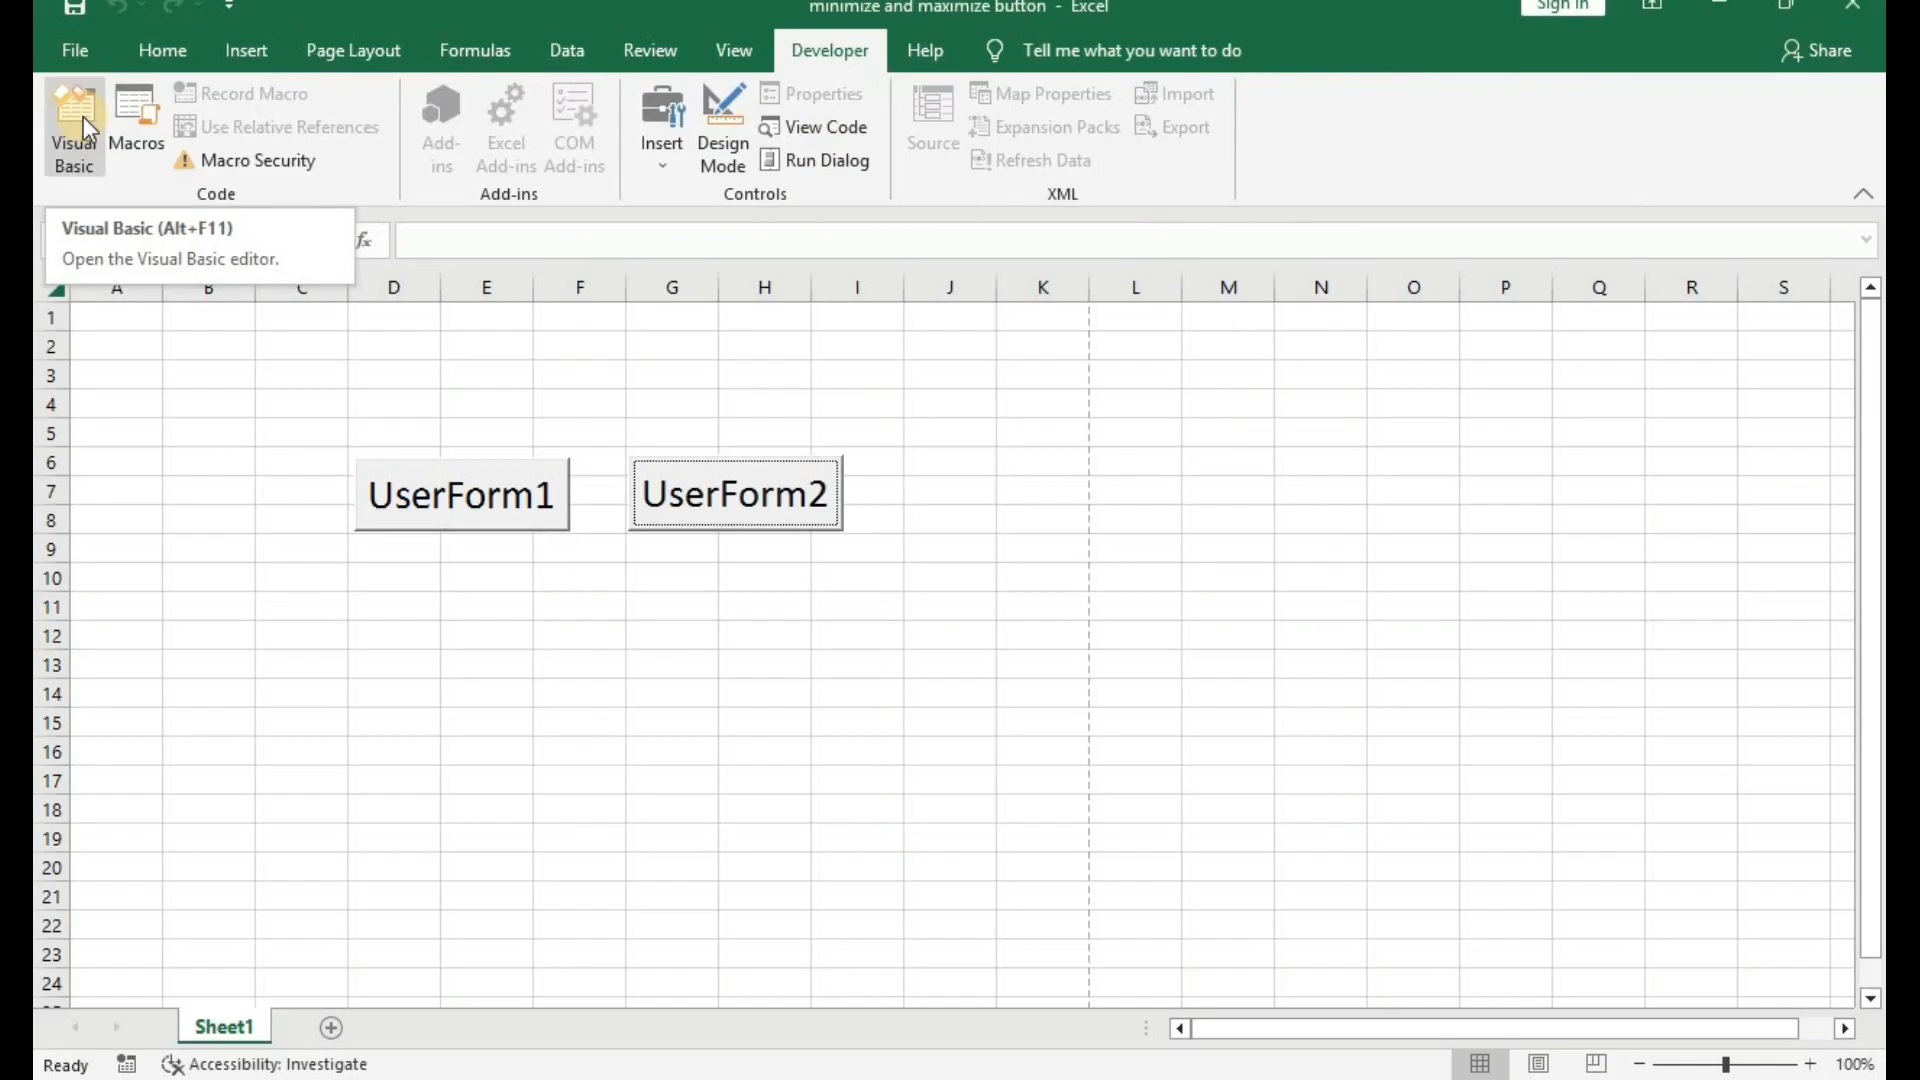 minimize and maximize button - Excel
Sign in
File Home Insert Page Layout Formulas Data Review View Developer Help Tell me what you want to do Share
Visual Basic
Macros
Record Macro
Use Relative References
Macro Security
Code
Add-ins
Excel Add-ins
COM Add-ins
Add-ins
Insert
Design Mode
Properties
View Code
Run Dialog
Controls
Source
Map Properties
Expansion Packs
Refresh Data
Import
Export
XML
Visual Basic (Alt+F11)
Open the Visual Basic editor.
fx
A B C D E F G H I J K L M N O P Q R S
1
2
3
4
5
6
7
8
9
10
11
12
13
14
15
16
17
18
19
20
21
22
23
24
UserForm1 UserForm2
Sheet1
Ready Accessibility: Investigate 100%